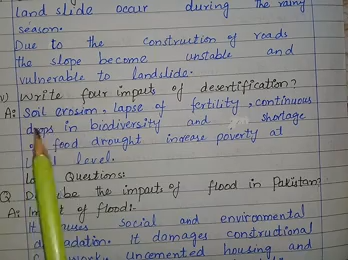 land slide occur during the rainy
season.
Due to the construction of roads
the slope become unstable and
vulnerable to landslide.
v) Write four impats of desertification?
A: Soil erosion, lapse of fertility, continuous
drops in biodiversity and shortage
food drought increase poverty at
level.
Questions:
Q. the impacts of flood in Pakistan?
A: of flood:
social and environmental
It damages constructional
uncemented housing and